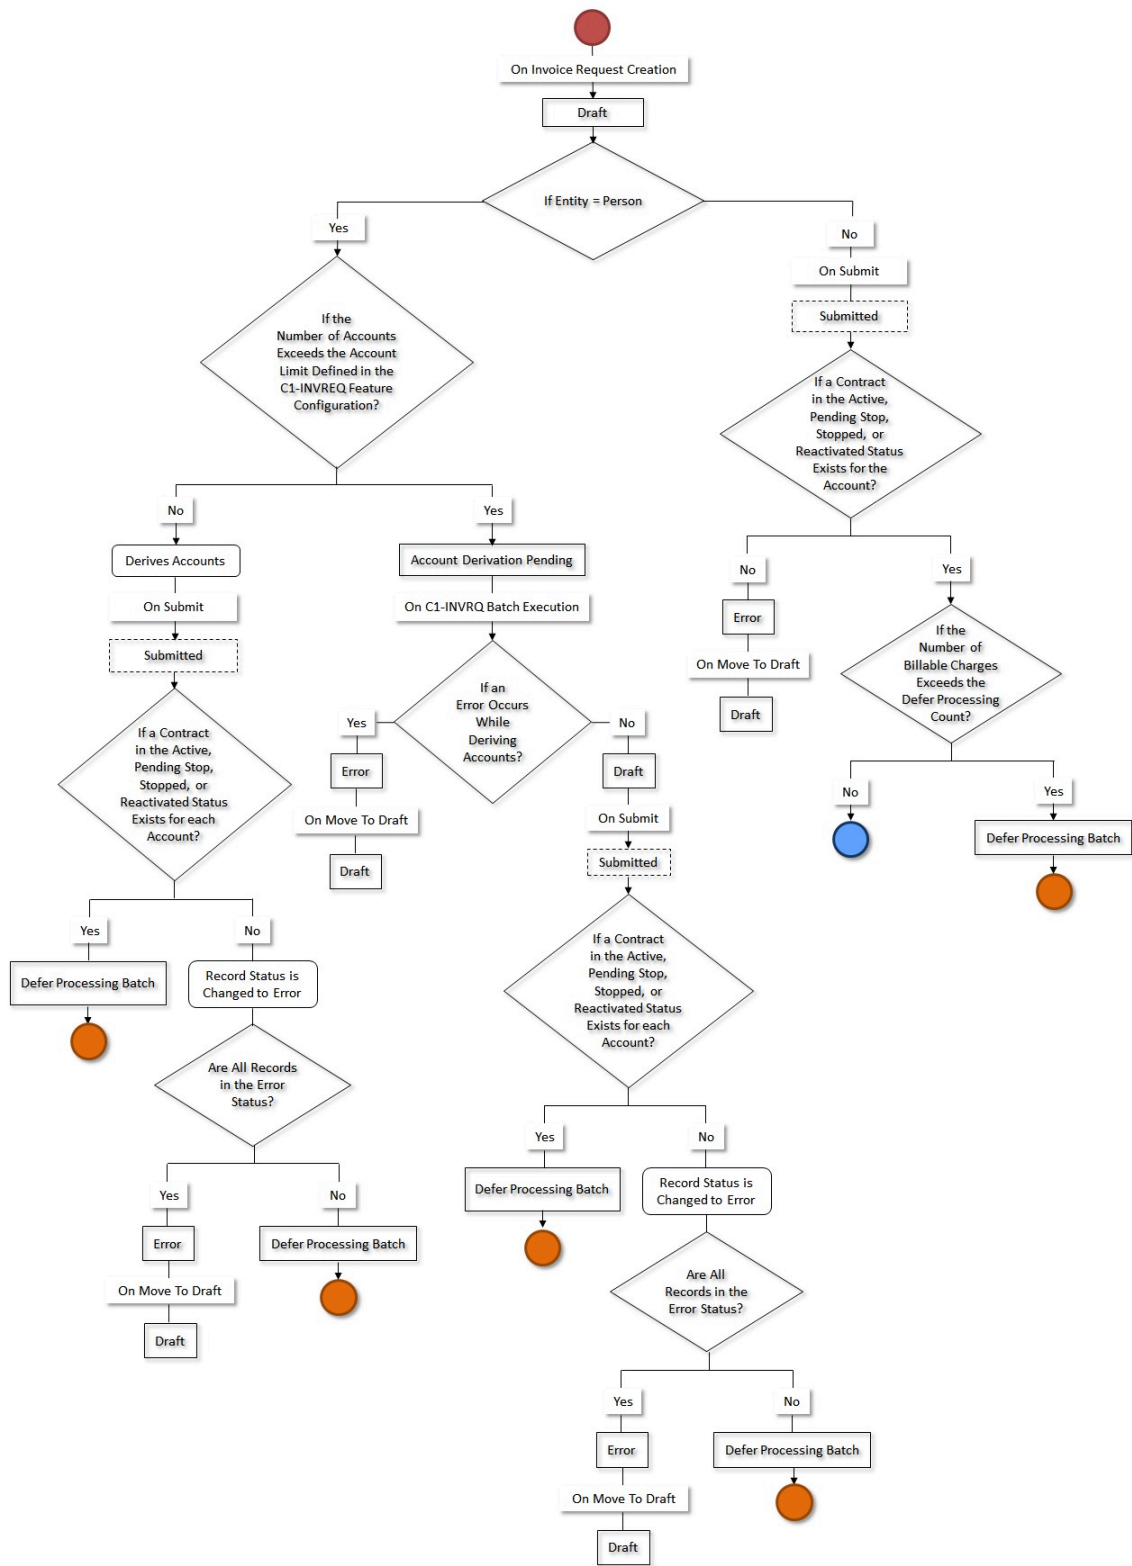 On Invoice Request Creation
Draft
If Entity = Person
Yes
No
On Submit
Submitted
If the
Number of Accounts
Exceeds the Account
Limit Defined in the
C1-INVREQ Feature
Configuration?
If a Contract
in the Active,
Pending Stop,
Stopped, or
Reactivated Status
Exists for the
Account?
No
Yes
Derives Accounts
Account Derivation Pending
On Submit
On C1-INVRQ Batch Execution
Submitted
No
Yes
Error
On Move To Draft
Draft
If the
Number of
Billable Charges
Exceeds the
Defer Processing
Count?
If a Contract
in the Active,
Pending Stop,
Stopped, or
Reactivated Status
Exists for each
Account?
If an
Error Occurs
While
Deriving
Accounts?
Yes
No
Error
Draft
On Move To Draft
On Submit
Draft
Submitted
No
Yes
Defer Processing Batch
Yes
No
Defer Processing Batch
Record Status is
Changed to Error
If a Contract
in the Active,
Pending Stop,
Stopped, or
Reactivated Status
Exists for each
Account?
Are All Records
in the Error
Status?
Yes
No
Yes
No
Defer Processing Batch
Record Status is
Changed to Error
Error
Defer Processing Batch
On Move To Draft
Draft
Are All
Records in the
Error Status?
Yes
No
Error
Defer Processing Batch
On Move To Draft
Draft